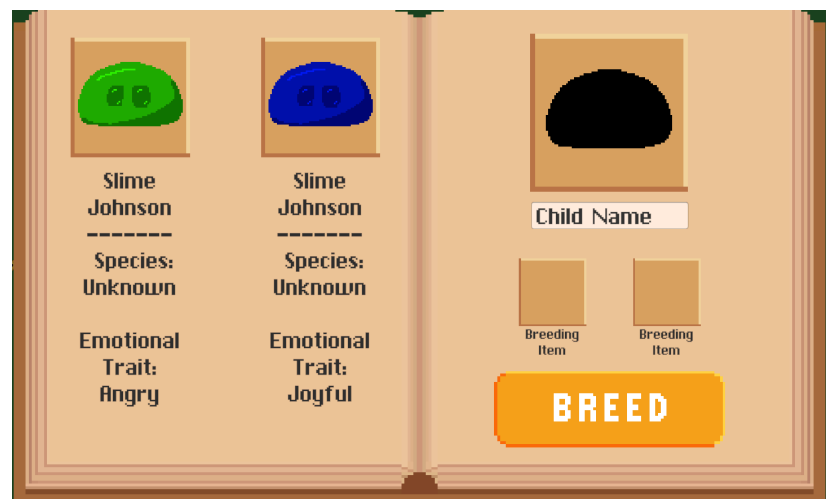 Slime
Johnson
-------
Species:
Unknown
Emotional
Trait:
Angry
Slime
Johnson
-------
Species:
Unknown
Emotional
Trait:
Joyful
Child Name
Breeding
Item
Breeding
Item
BREED